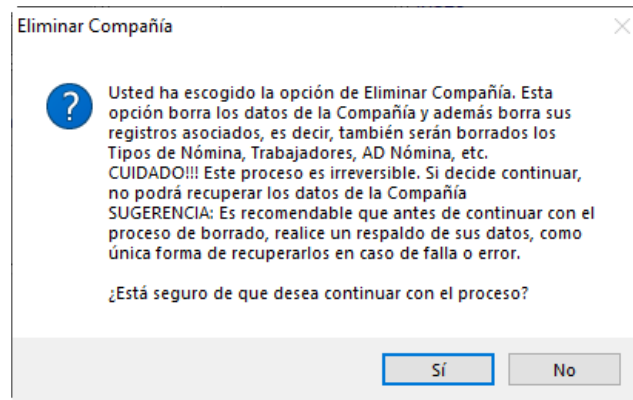 Eliminar Compañía
Usted ha escogido la opción de Eliminar Compañía. Esta
opción borra los datos de la Compañía y además borra sus
registros asociados, es decir, también serán borrados los
Tipos de Nómina, Trabajadores, AD Nómina, etc.
CUIDADO!!! Este proceso es irreversible. Si decide continuar,
no podrá recuperar los datos de la Compañía
SUGERENCIA: Es recomendable que antes de continuar con el
proceso de borrado, realice un respaldo de sus datos, como
única forma de recuperarlos en caso de falla o error.
¿Está seguro de que desea continuar con el proceso?
Sí
No